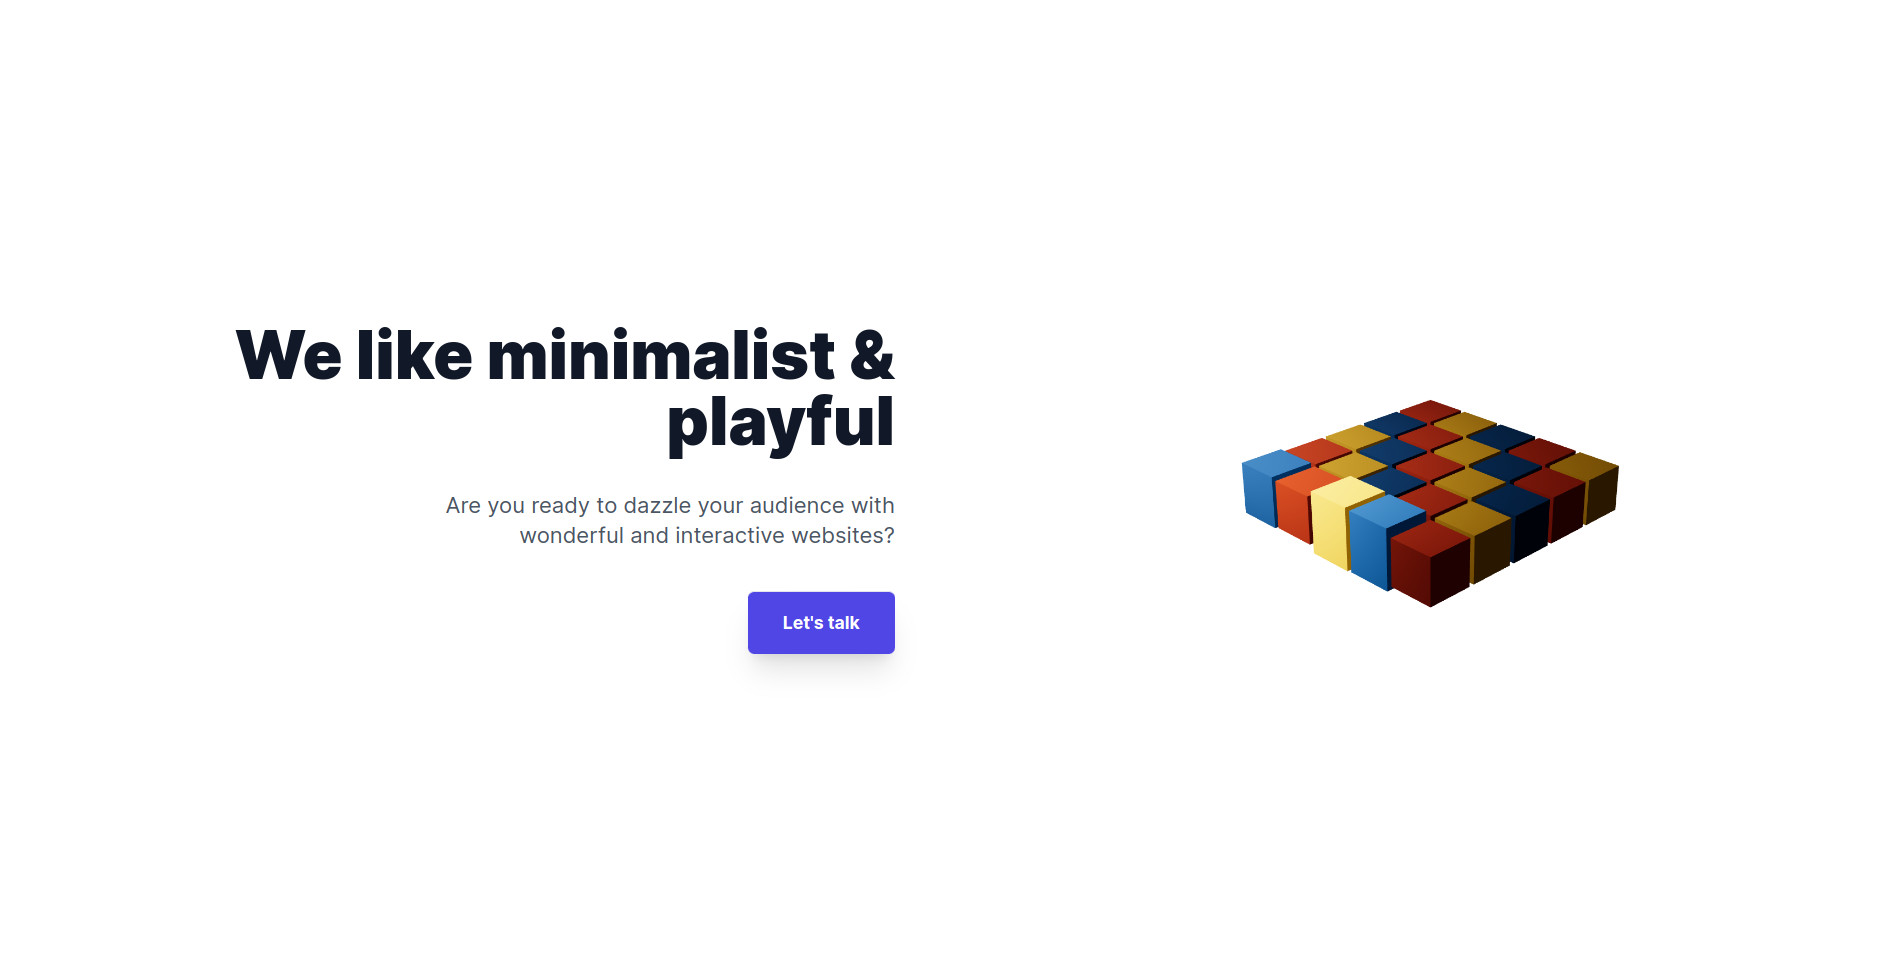 We like minimalist &
playful
Are you ready to dazzle your audience with
wonderful and interactive websites?
Let's talk